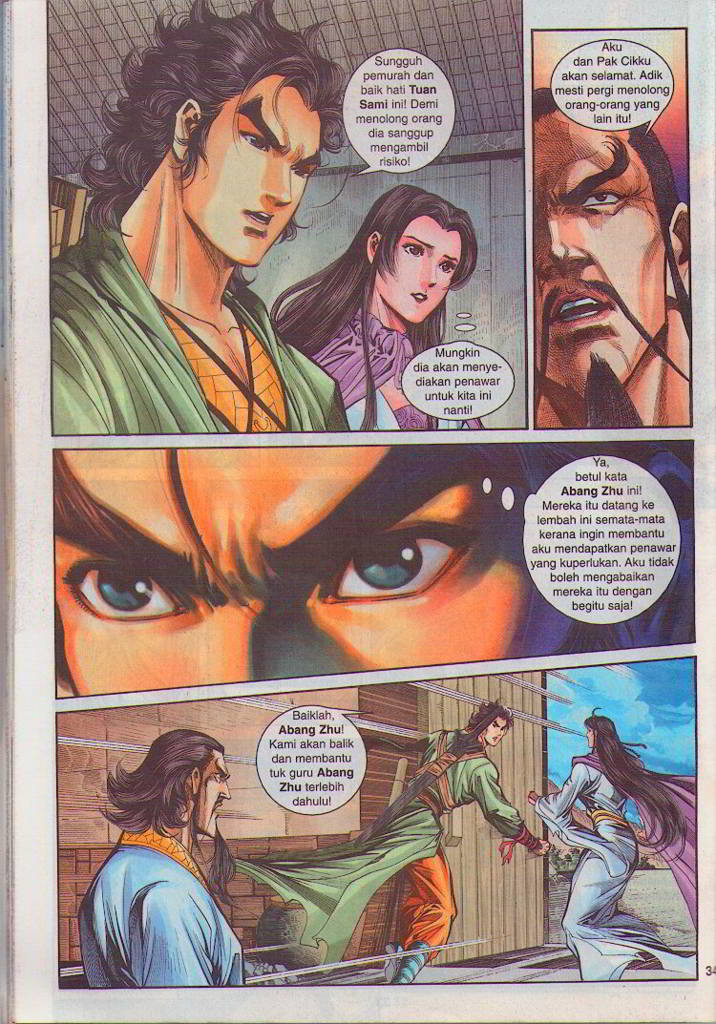 Sungguh
pemurah dan
baik hati Tuan
Sami ini! Demi
menolong orang
dia sanggup
mengambil
risiko!
Mungkin
dia akan menye-
diakan penawar
untuk kita ini
nanti!
Aku
dan Pak Cikku
akan selamat. Adik
mesti pergi menolong
orang-orang yang
lain itu!
Ya,
betul kata
Abang Zhu ini!
Mereka itu datang ke
lembah ini semata-mata
kerana ingin membantu
aku mendapatkan penawar
yang kuperlukan. Aku tidak
boleh mengabaikan
mereka itu dengan
begitu saja!
Baiklah,
Abang Zhu!
Kami akan balik
dan membantu
tuk guru Abang
Zhu terlebih
dahulu!
34